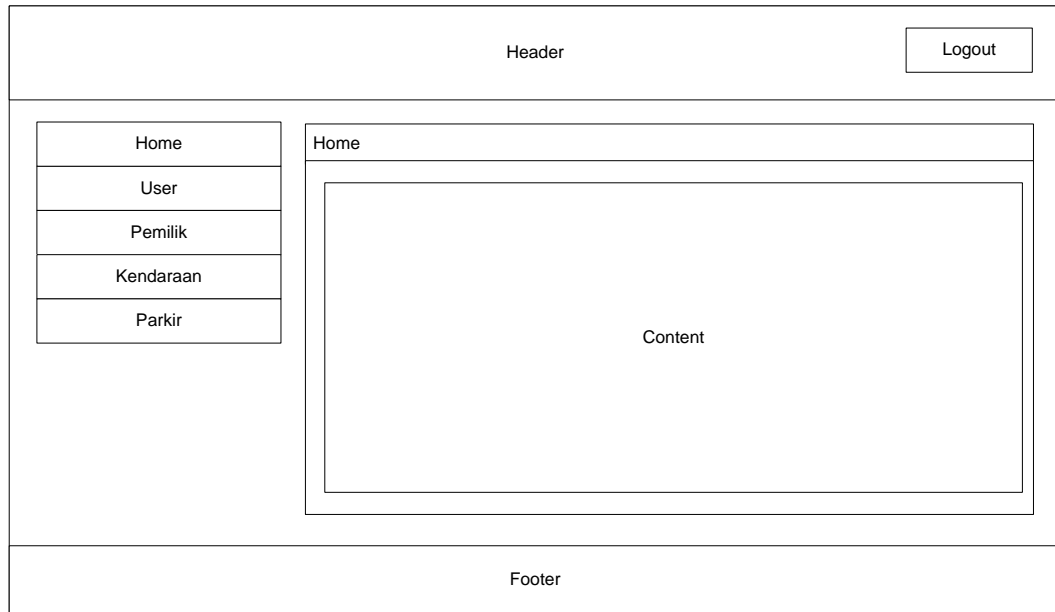 Header
Logout
Home
User
Pemilik
Kendaraan
Parkir
Home
Content
Footer